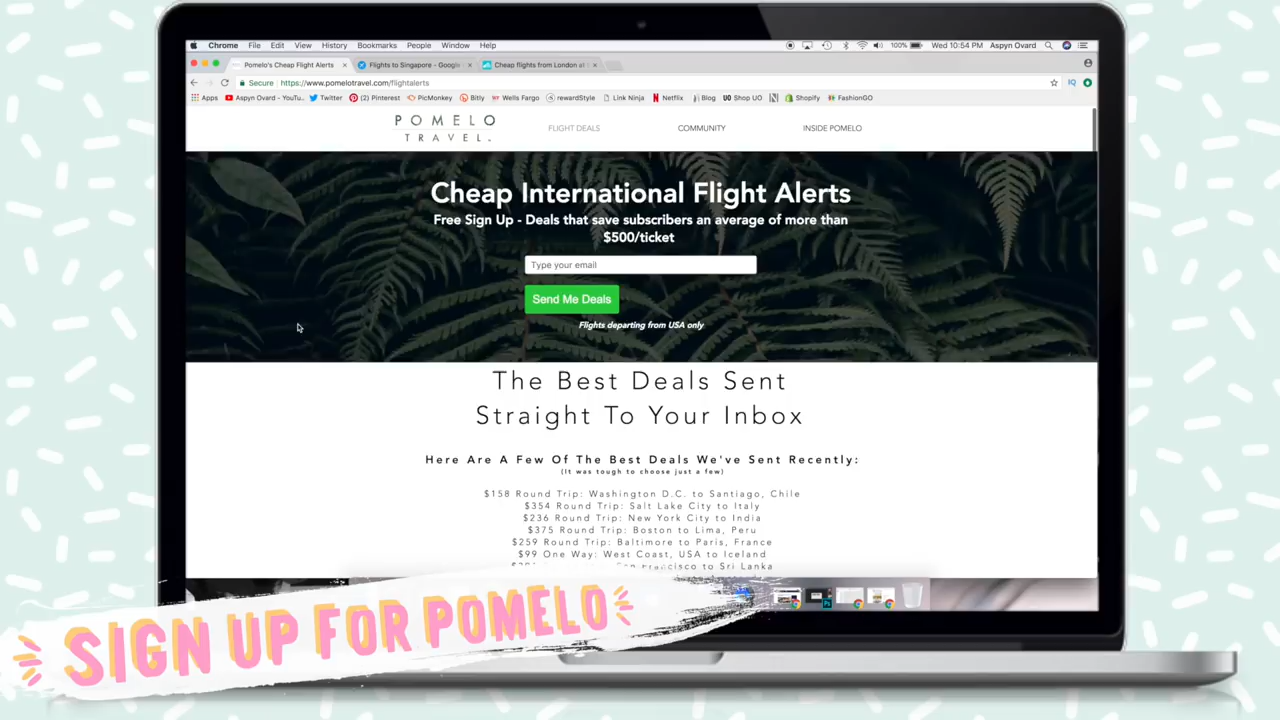 Chrome File Edit View History Bookmarks People Window Help 100% Wed 10:54 PM Aspyn Ovard
Pomelo's Cheap Flight Alerts Flights to Singapore - Google Cheap flights from London at
Secure https://www.pomelotravel.com/flightalerts
Apps Aspyn Ovard - YouTu.. Twitter Pinterest PicMonkey Bitly Wells Fargo rewardStyle Link Ninja Netflix Blog UO Shop UO Shopify FashionGO
POMELO
TRAVEL.
FLIGHT DEALS COMMUNITY INSIDE POMELO
Cheap International Flight Alerts
Free Sign Up - Deals that save subscribers an average of more than
$500/ticket
Type your email
Send Me Deals
Flights departing from USA only
The Best Deals Sent
Straight To Your Inbox
Here Are A Few Of The Best Deals We've Sent Recently:
(It was tough to choose just a few)
$158 Round Trip: Washington D.C. to Santiago, Chile
$354 Round Trip: Salt Lake City to Italy
$236 Round Trip: New York City to India
$375 Round Trip: Boston to Lima, Peru
$259 Round Trip: Baltimore to Paris, France
$99 One Way: West Coast, USA to Iceland
Francisco to Sri Lanka
SIGN UP FOR POMELO